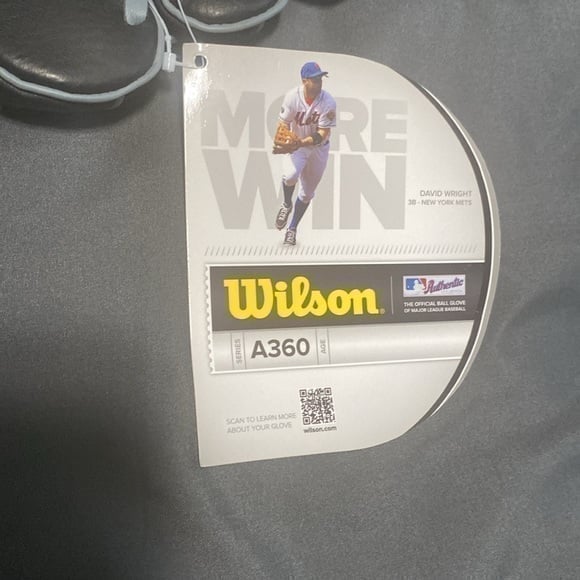 MORE
WIN
Mets
DAVID WRIGHT
3B - NEW YORK METS
Wilson®
Authentic
THE OFFICIAL BALL GLOVE
OF MAJOR LEAGUE BASEBALL
SERIES
A360
AGE
SCAN TO LEARN MORE
ABOUT YOUR GLOVE
wilson.com